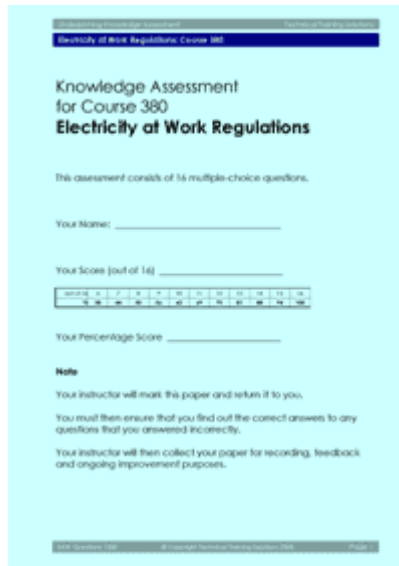 Underpinning Knowledge Assessment Technical Training Solutions
Electricity at Work Regulations: Course 380
Knowledge Assessment
for Course 380
Electricity at Work Regulations
This assessment consists of 16 multiple-choice questions.
Your Name:
Your Score (out of 16)
Your Percentage Score
Note
Your instructor will mark this paper and return it to you.
You must then ensure that you find out the correct answers to any
questions that you answered incorrectly.
Your instructor will then collect your paper for recording, feedback
and ongoing improvement purposes.
© Copyright Technical Training Solutions Page 1